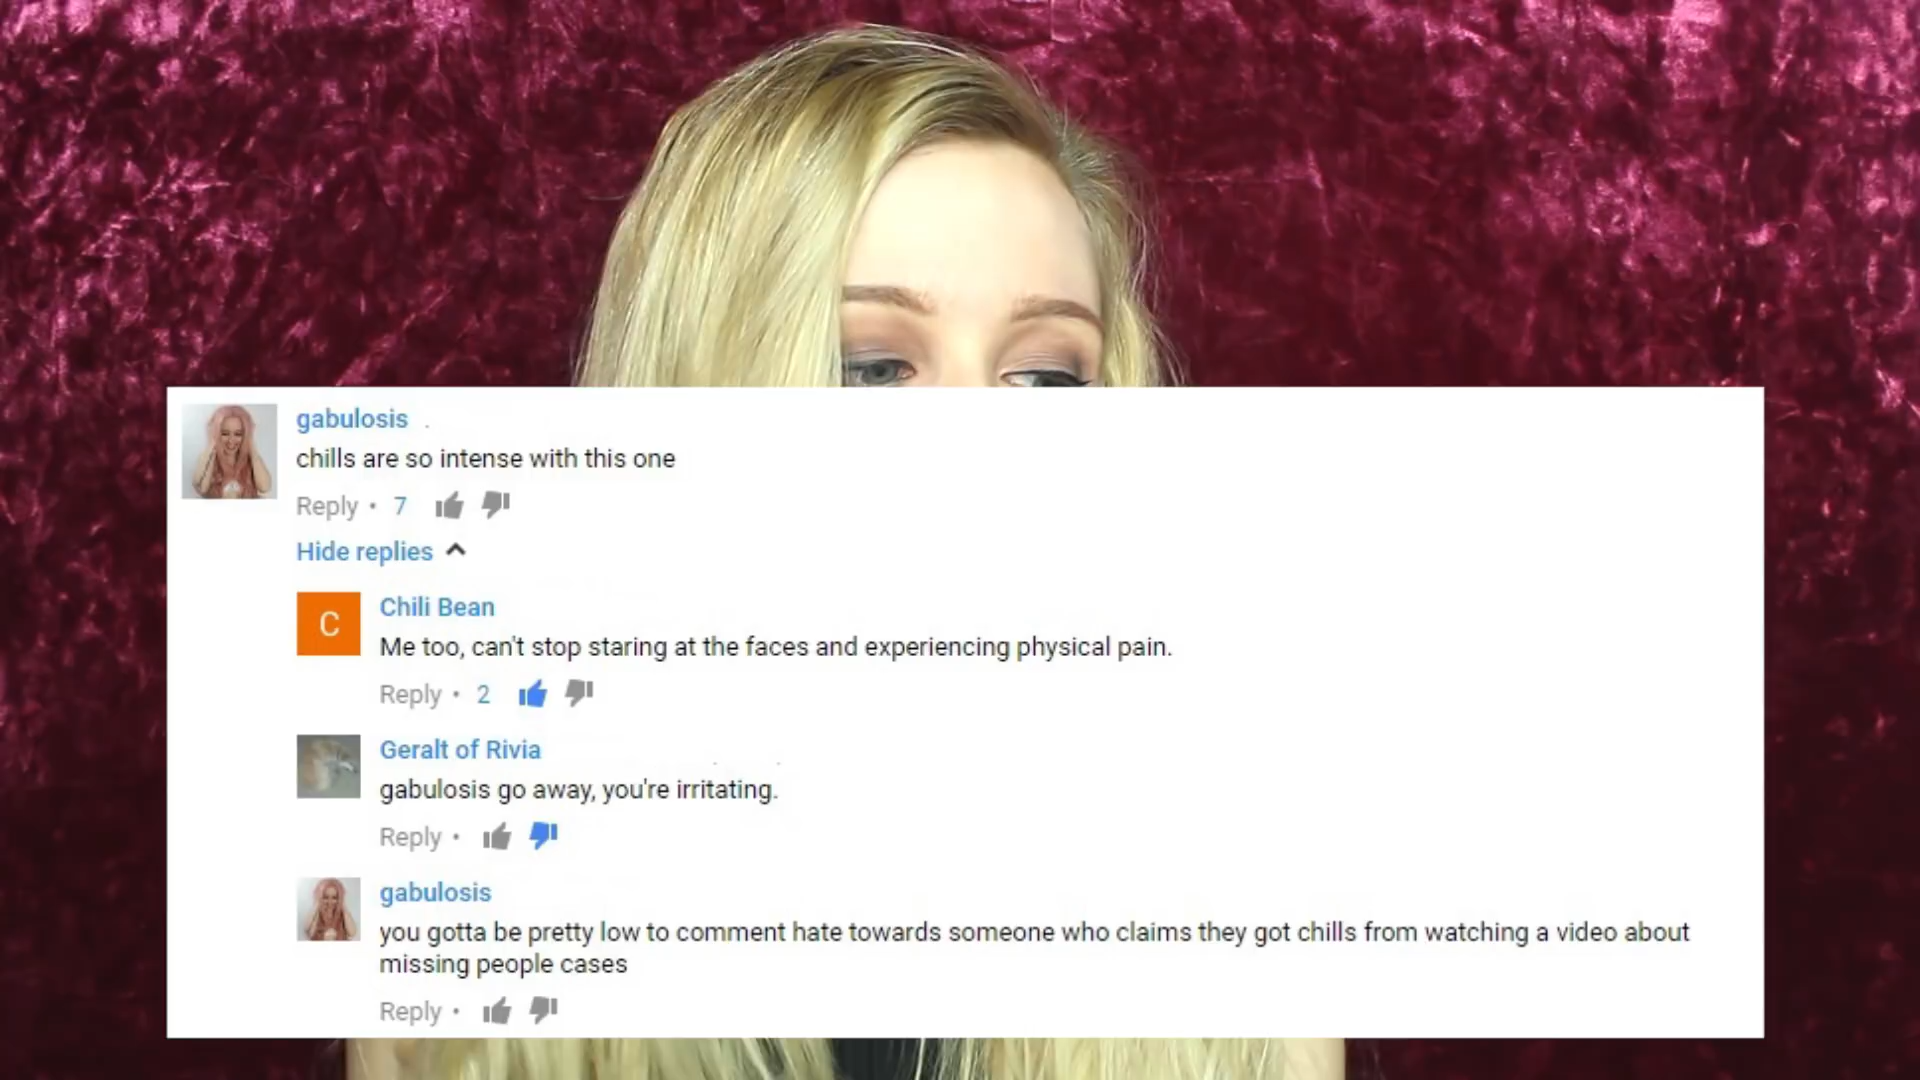 gabulosis
chills are so intense with this one
Reply • 7
Hide replies
C
Chili Bean
Me too, can't stop staring at the faces and experiencing physical pain.
Reply • 2
Geralt of Rivia
gabulosis go away, you're irritating.
Reply •
gabulosis
you gotta be pretty low to comment hate towards someone who claims they got chills from watching a video about
missing people cases
Reply •